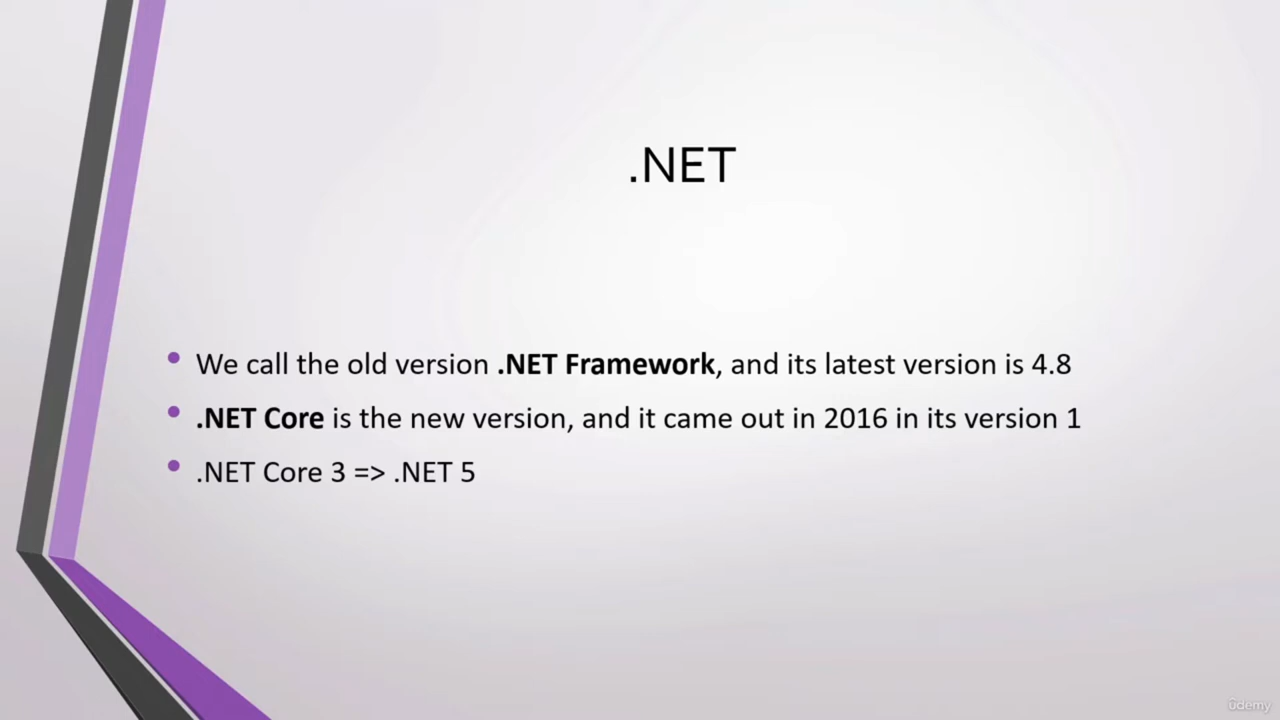 .NET
• We call the old version .NET Framework, and its latest version is 4.8
• .NET Core is the new version, and it came out in 2016 in its version 1
• .NET Core 3 => .NET 5
ûdemy